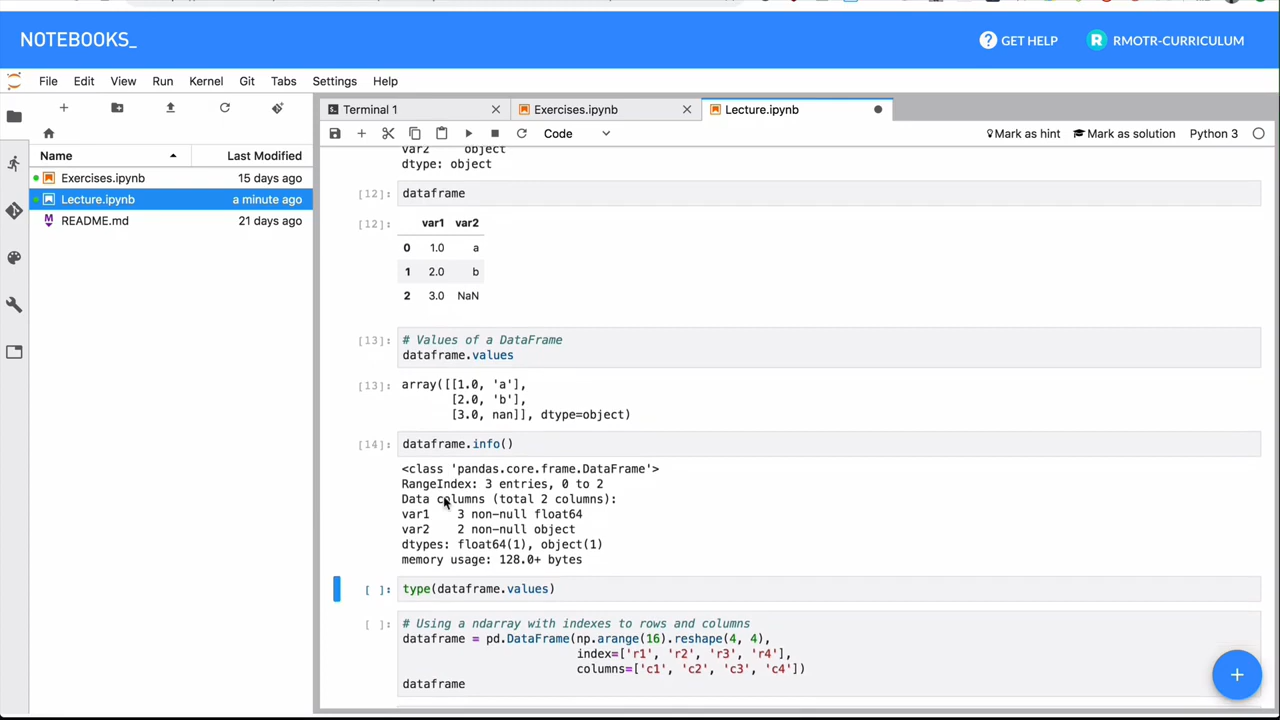 NOTEBOOKS_
GET HELP
R RMOTR-CURRICULUM
File Edit View Run Kernel Git Tabs Settings Help
Name Last Modified
Exercises.ipynb 15 days ago
Lecture.ipynb a minute ago
README.md 21 days ago
Terminal 1 Exercises.ipynb Lecture.ipynb
Code Mark as hint Mark as solution Python 3
var2 object
dtype: object
[12]: dataframe
[12]: var1 var2
0 1.0 a
1 2.0 b
2 3.0 NaN
[13]: # Values of a DataFrame
dataframe.values
[13]: array([[1.0, 'a'],
[2.0, 'b'],
[3.0, nan]], dtype=object)
[14]: dataframe.info()
<class 'pandas.core.frame.DataFrame'>
RangeIndex: 3 entries, 0 to 2
Data columns (total 2 columns):
var1 3 non-null float64
var2 2 non-null object
dtypes: float64(1), object(1)
memory usage: 128.0+ bytes
[ ]: type(dataframe.values)
[ ]: # Using a ndarray with indexes to rows and columns
dataframe = pd.DataFrame(np.arange(16).reshape(4, 4),
index=['r1', 'r2', 'r3', 'r4'],
columns=['c1', 'c2', 'c3', 'c4'])
dataframe